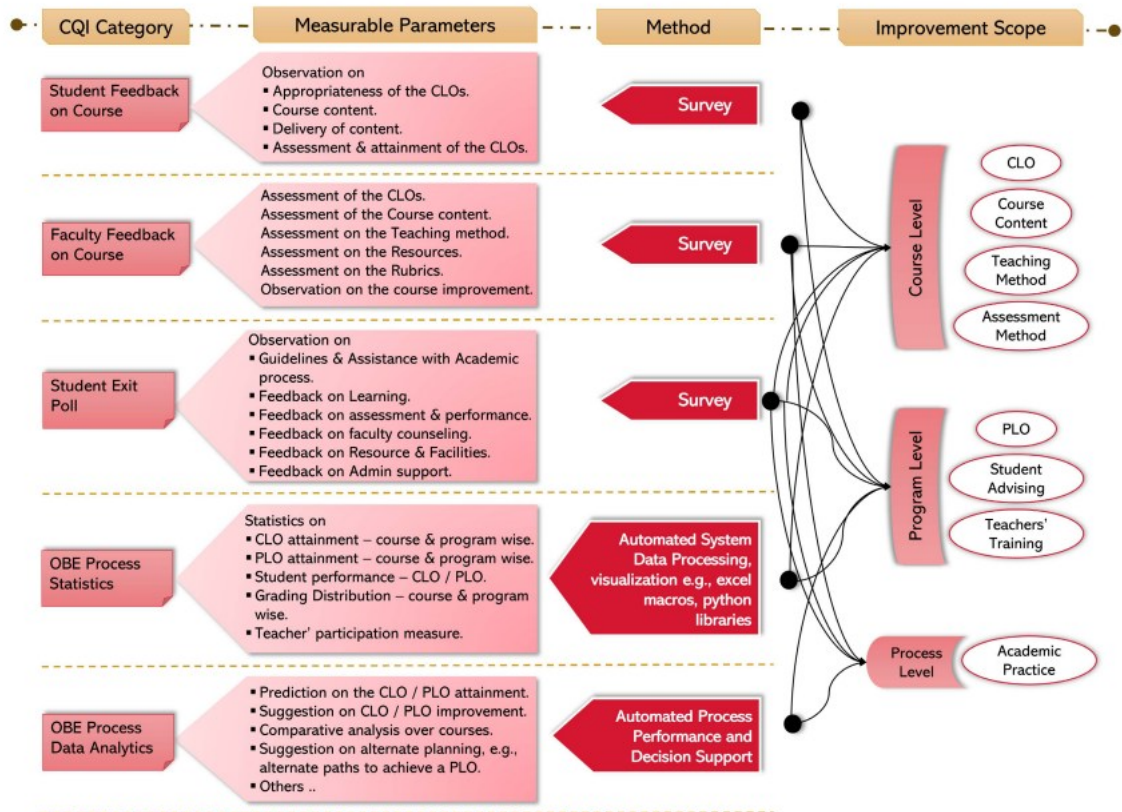 CQI Category
Measurable Parameters
Method
Improvement Scope
Student Feedback
on Course
Observation on
▪ Appropriateness of the CLOs.
▪ Course content.
▪ Delivery of content.
▪ Assessment & attainment of the CLOs.
Survey
Faculty Feedback
on Course
Assessment of the CLOs.
Assessment of the Course content.
Assessment on the Teaching method.
Assessment on the Resources.
Assessment on the Rubrics.
Observation on the course improvement.
Survey
Student Exit
Poll
Observation on
▪ Guidelines & Assistance with Academic
process.
▪ Feedback on Learning.
▪ Feedback on assessment & performance.
▪ Feedback on faculty counseling.
▪ Feedback on Resource & Facilities.
▪ Feedback on Admin support.
Survey
OBE Process
Statistics
Statistics on
▪ CLO attainment – course & program wise.
▪ PLO attainment – course & program wise.
▪ Student performance – CLO / PLO.
▪ Grading Distribution – course & program
wise.
▪ Teacher' participation measure.
Automated System
Data Processing,
visualization e.g., excel
macros, python
libraries
OBE Process
Data Analytics
▪ Prediction on the CLO / PLO attainment.
▪ Suggestion on CLO / PLO improvement.
▪ Comparative analysis over courses.
▪ Suggestion on alternate planning, e.g.,
alternate paths to achieve a PLO.
▪ Others ..
Automated Process
Performance and
Decision Support
Course Level
CLO
Course
Content
Teaching
Method
Assessment
Method
Program Level
PLO
Student
Advising
Teachers'
Training
Process
Level
Academic
Practice